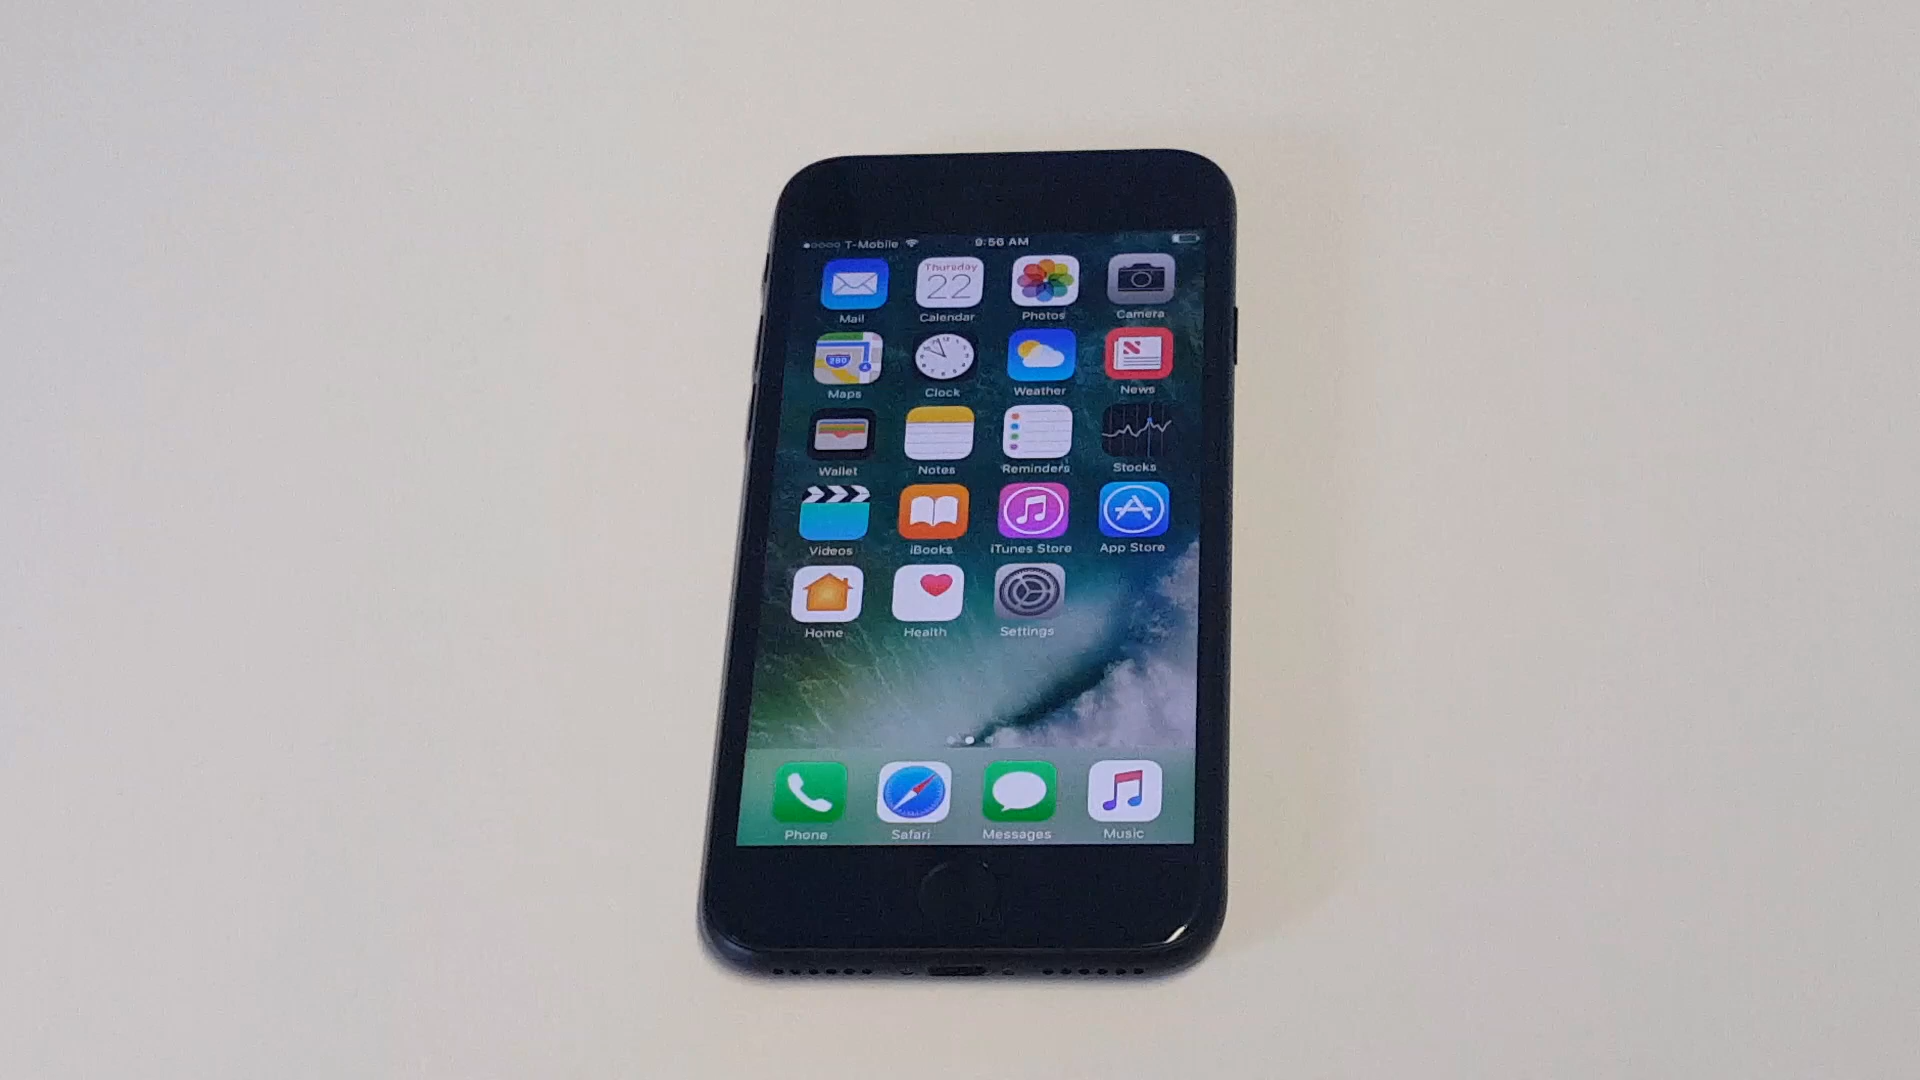 T-Mobile 9:56 AM
Thursday
22
Mail Calendar Photos Camera
280
Maps Clock Weather News
Wallet Notes Reminders Stocks
Videos iBooks iTunes Store App Store
Home Health Settings
Phone Safari Messages Music